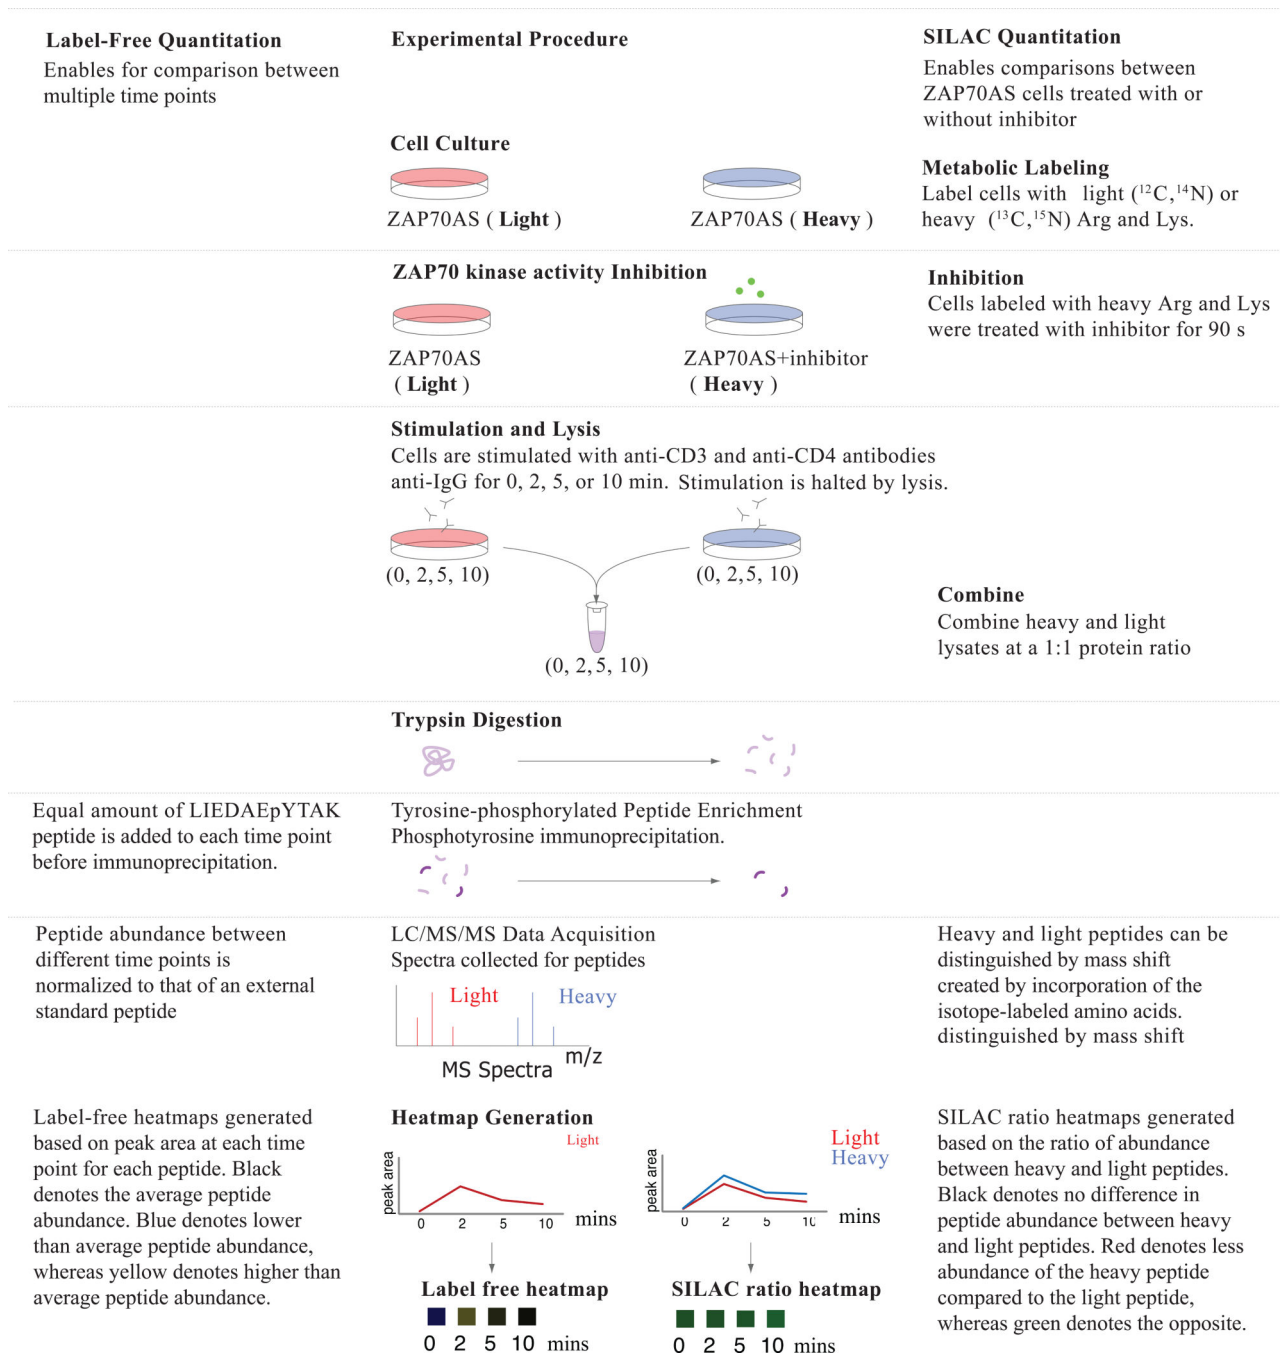 Label-Free Quantitation
Enables for comparison between
multiple time points
Experimental Procedure
SILAC Quantitation
Enables comparisons between
ZAP70AS cells treated with or
without inhibitor
Cell Culture
ZAP70AS ( Light )
ZAP70AS ( Heavy )
Metabolic Labeling
Label cells with light (¹²C,¹⁴N) or
heavy (¹³C,¹⁵N) Arg and Lys.
ZAP70 kinase activity Inhibition
ZAP70AS
( Light )
ZAP70AS+inhibitor
( Heavy )
Inhibition
Cells labeled with heavy Arg and Lys
were treated with inhibitor for 90 s
Stimulation and Lysis
Cells are stimulated with anti-CD3 and anti-CD4 antibodies
anti-IgG for 0, 2, 5, or 10 min. Stimulation is halted by lysis.
(0, 2,5, 10)
(0, 2,5, 10)
(0, 2,5, 10)
Combine
Combine heavy and light
lysates at a 1:1 protein ratio
Trypsin Digestion
Equal amount of LIEDAEpYTAK
peptide is added to each time point
before immunoprecipitation.
Tyrosine-phosphorylated Peptide Enrichment
Phosphotyrosine immunoprecipitation.
Peptide abundance between
different time points is
normalized to that of an external
standard peptide
LC/MS/MS Data Acquisition
Spectra collected for peptides
Light
Heavy
m/z
MS Spectra
Heavy and light peptides can be
distinguished by mass shift
created by incorporation of the
isotope-labeled amino acids.
distinguished by mass shift
Label-free heatmaps generated
based on peak area at each time
point for each peptide. Black
denotes the average peptide
abundance. Blue denotes lower
than average peptide abundance,
whereas yellow denotes higher than
average peptide abundance.
Heatmap Generation
Light
peak area
0 2 5 10 mins
Light
Heavy
peak area
0 2 5 10 mins
Label free heatmap
0 2 5 10 mins
SILAC ratio heatmap
0 2 5 10 mins
SILAC ratio heatmaps generated
based on the ratio of abundance
between heavy and light peptides.
Black denotes no difference in
peptide abundance between heavy
and light peptides. Red denotes less
abundance of the heavy peptide
compared to the light peptide,
whereas green denotes the opposite.